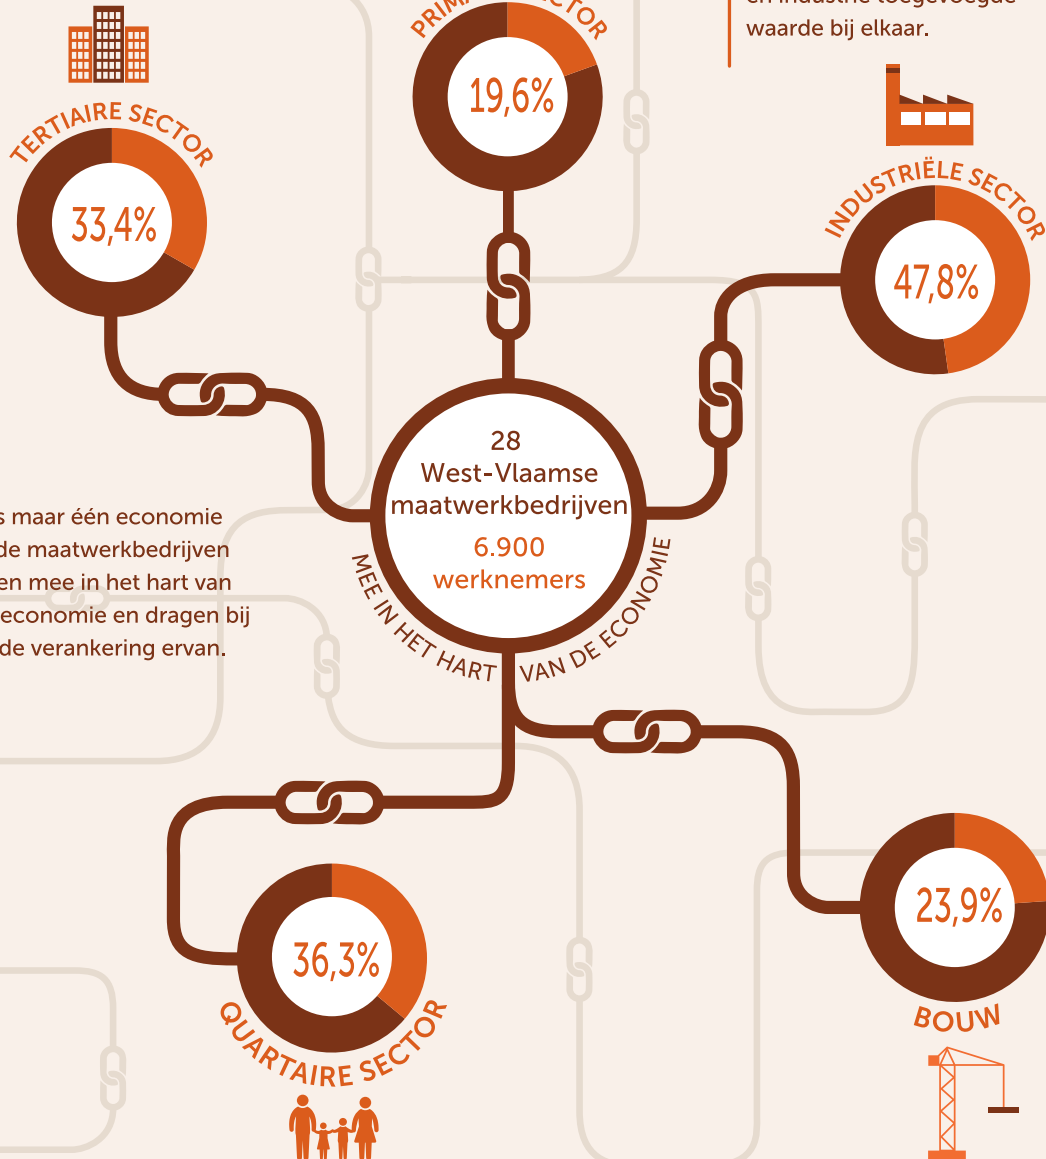 waarde bij elkaar.
19,6%
TERTIAIRE SECTOR
33,4%
INDUSTRIËLE SECTOR
47,8%
28
West-Vlaamse
maatwerkbedrijven
6.900
werknemers
MEE IN HET HART VAN DE ECONOMIE
maar één economie
de maatwerkbedrijven
mee in het hart van
economie en dragen bij
de verankering ervan.
36,3%
QUARTAIRE SECTOR
23,9%
BOUW